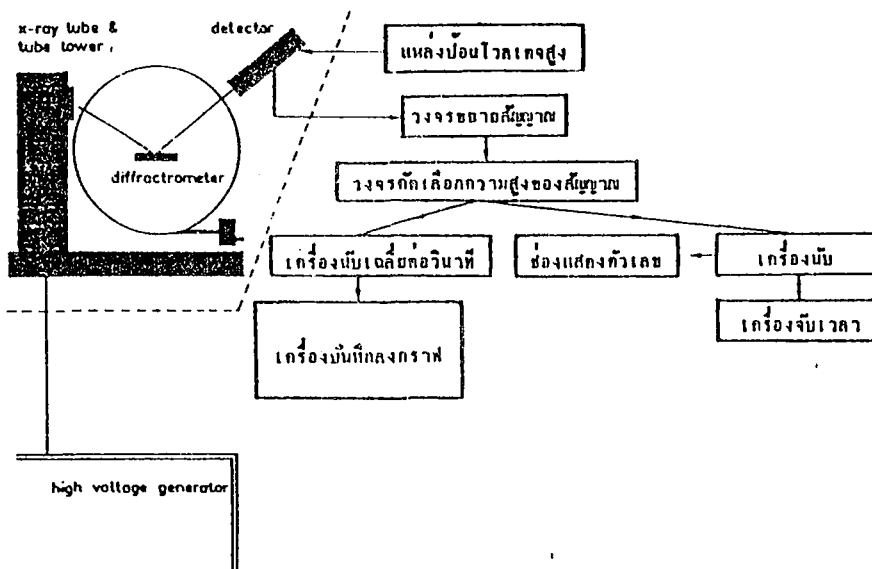 x-ray tube &
tube tower
detector
แหล่งป้อนโวลเทจสูง
วงจรขยายสัญญาณ
diffractrometer
วงจรคัดเลือกความสูงของสัญญาณ
เครื่องนับเฉลี่ยต่อวินาที
ช่องแสดงตัวเลข
เครื่องนับ
เครื่องจับเวลา
เครื่องบันทึกลงกราฟ
high voltage generator